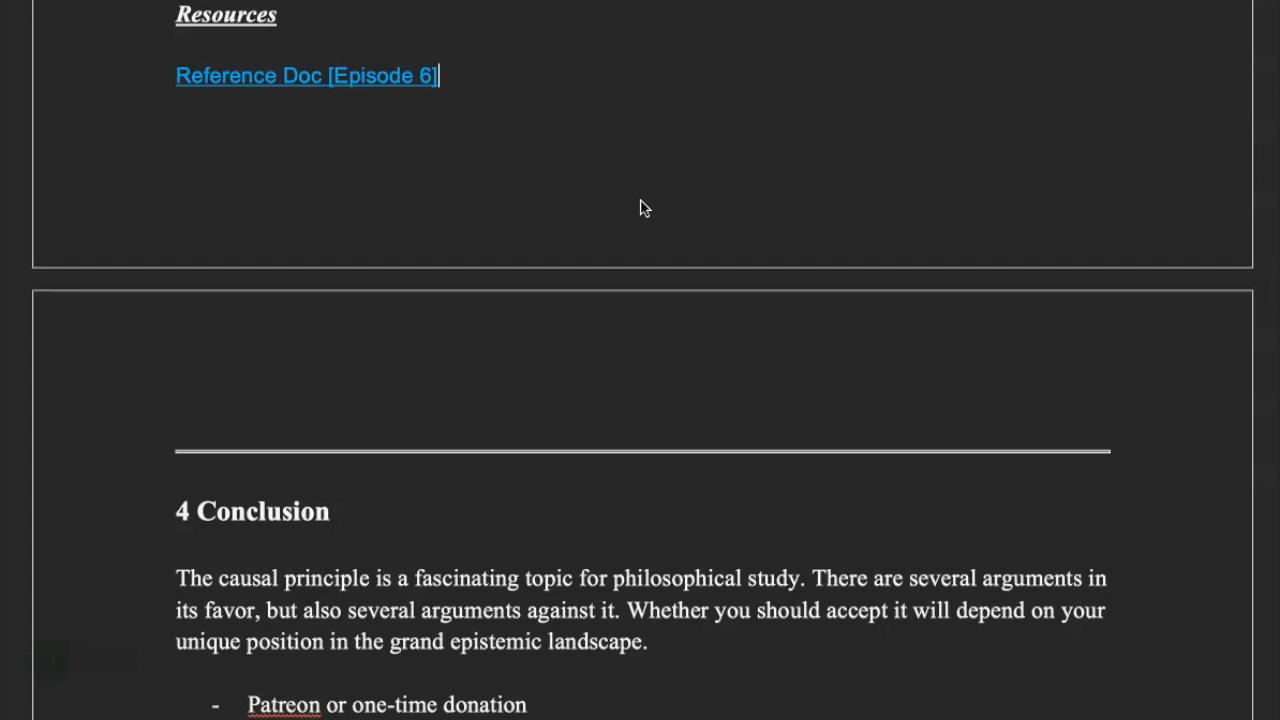 Resources
Reference Doc [Episode 6]
4 Conclusion
The causal principle is a fascinating topic for philosophical study. There are several arguments in
its favor, but also several arguments against it. Whether you should accept it will depend on your
unique position in the grand epistemic landscape.
- Patreon or one-time donation